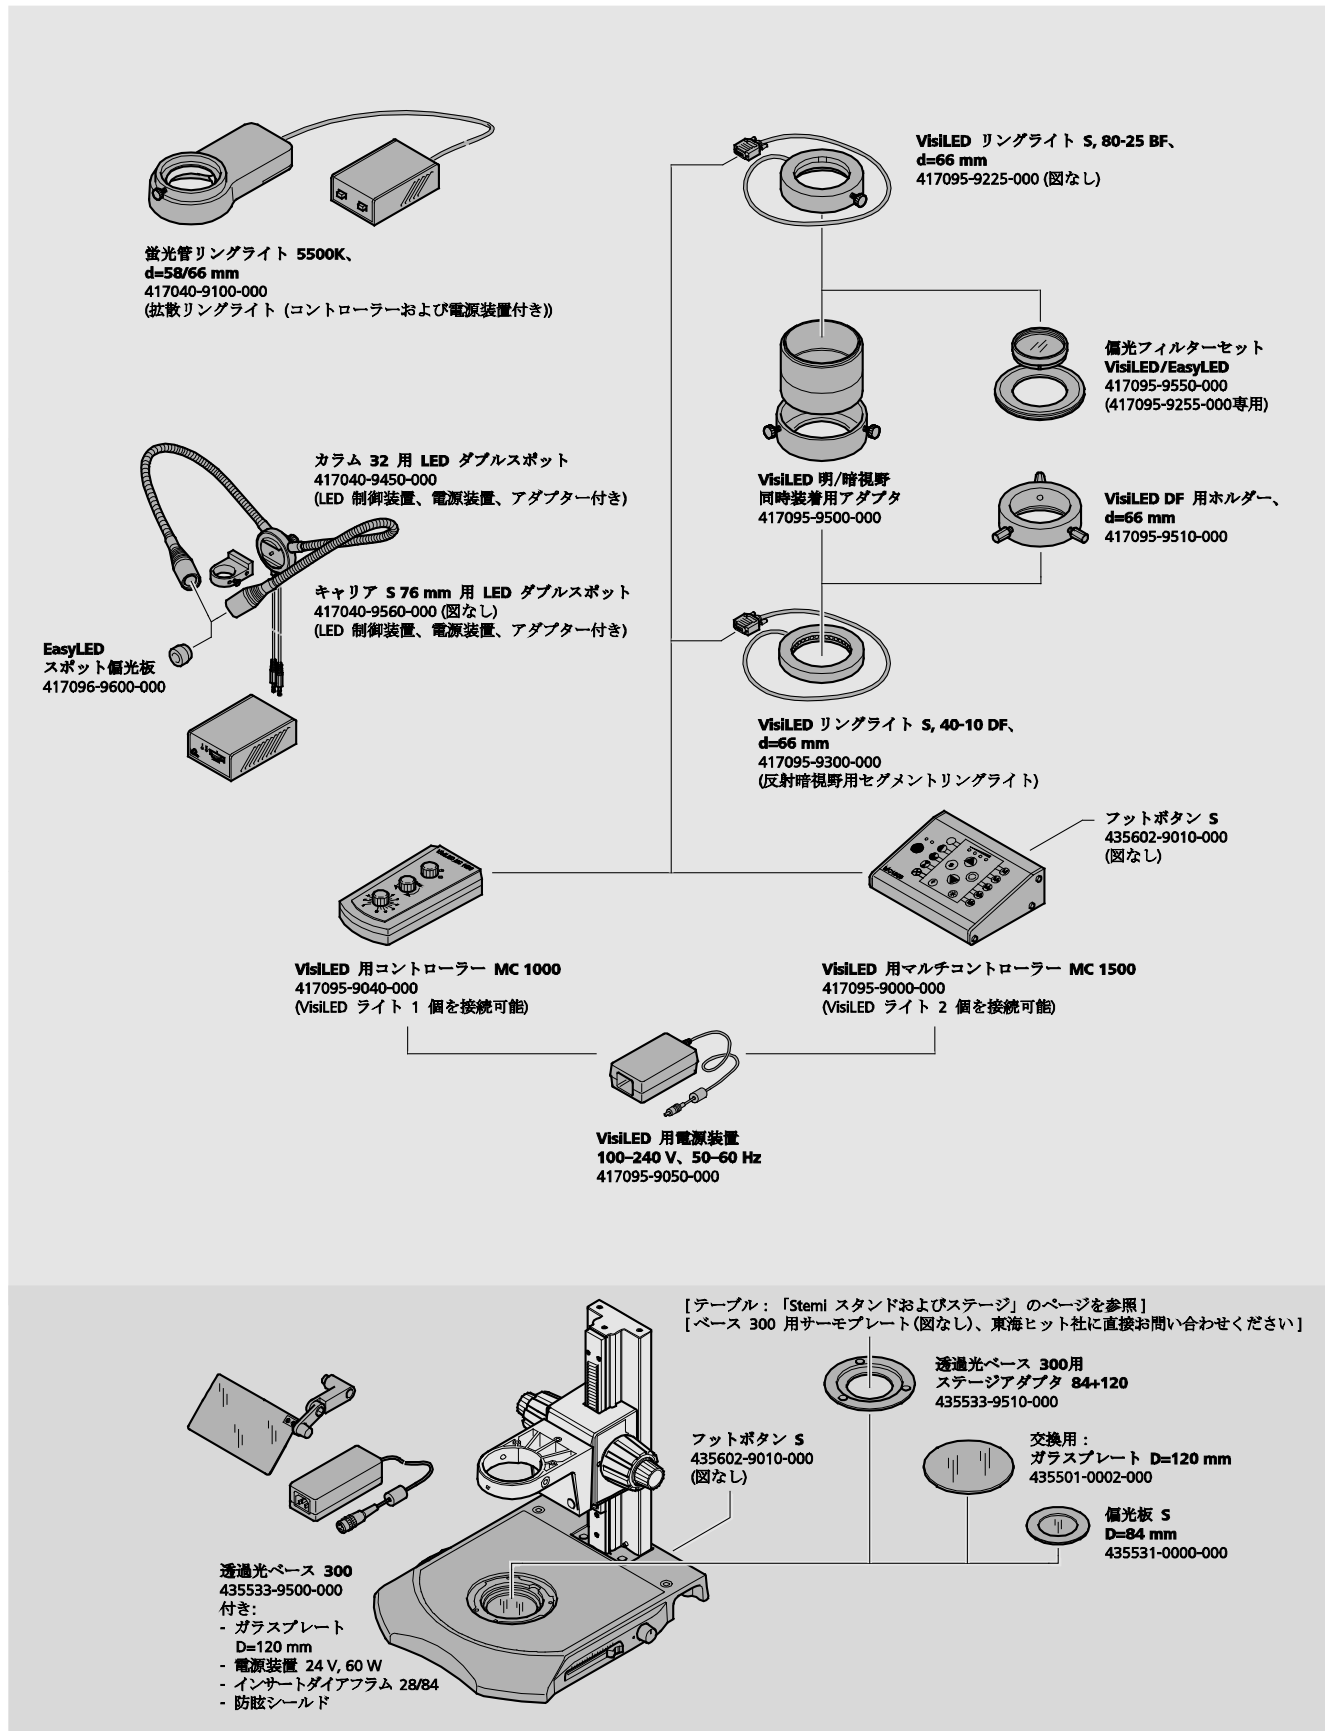 VisiLED リングライト S, 80-25 BF、
d=66 mm
417095-9225-000 (図なし)
蛍光管リングライト 5500K、
d=58/66 mm
417040-9100-000
(拡散リングライト (コントローラーおよび電源装置付き))
偏光フィルターセット
VisiLED/EasyLED
417095-9550-000
(417095-9255-000専用)
カラム 32 用 LED ダブルスポット
417040-9450-000
(LED 制御装置、電源装置、アダプター付き)
VisiLED 明/暗視野
同時装着用アダプタ
417095-9500-000
VisiLED DF 用ホルダー、
d=66 mm
417095-9510-000
キャリア S 76 mm 用 LED ダブルスポット
417040-9560-000 (図なし)
(LED 制御装置、電源装置、アダプター付き)
EasyLED
スポット偏光板
417096-9600-000
VisiLED リングライト S, 40-10 DF、
d=66 mm
417095-9300-000
(反射暗視野用セグメントリングライト)
フットボタン S
435602-9010-000
(図なし)
VisiLED 用コントローラー MC 1000
417095-9040-000
(VisiLED ライト 1 個を接続可能)
VisiLED 用マルチコントローラー MC 1500
417095-9000-000
(VisiLED ライト 2 個を接続可能)
VisiLED 用電源装置
100–240 V、50–60 Hz
417095-9050-000
[ テーブル : 「Stemi スタンドおよびステージ」のページを参照 ]
[ ベース 300 用サーモプレート(図なし)、東海ヒット社に直接お問い合わせください ]
透過光ベース 300用
ステージアダプタ 84+120
435533-9510-000
フットボタン S
435602-9010-000
(図なし)
交換用 :
ガラスプレート D=120 mm
435501-0002-000
偏光板 S
D=84 mm
435531-0000-000
透過光ベース 300
435533-9500-000
付き:
- ガラスプレート
D=120 mm
- 電源装置 24 V, 60 W
- インサートダイアフラム 28/84
- 防眩シールド